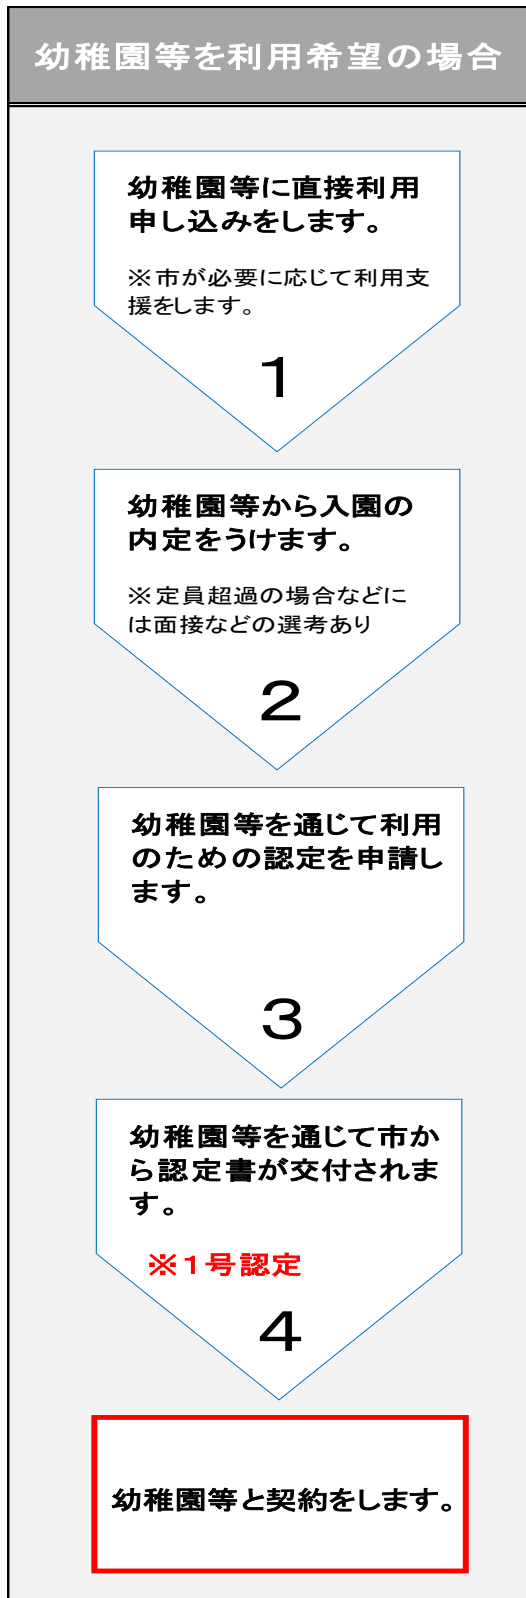 幼稚園等を利用希望の場合
幼稚園等に直接利用
申し込みをします。
※市が必要に応じて利用支
援をします。
1
幼稚園等から入園の
内定をうけます。
※定員超過の場合などに
は面接などの選考あり
2
幼稚園等を通じて利用
のための認定を申請し
ます。
3
幼稚園等を通じて市か
ら認定書が交付されま
す。
※1号認定
4
幼稚園等と契約をします。